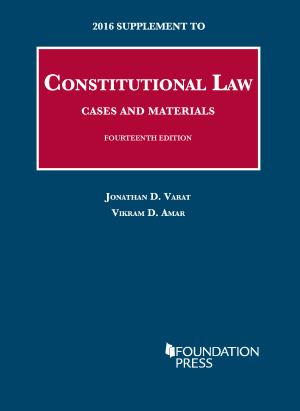 2016 SUPPLEMENT TO
CONSTITUTIONAL LAW
CASES AND MATERIALS
FOURTEENTH EDITION
JONATHAN D. VARAT
VIKRAM D. AMAR
FOUNDATION
PRESS